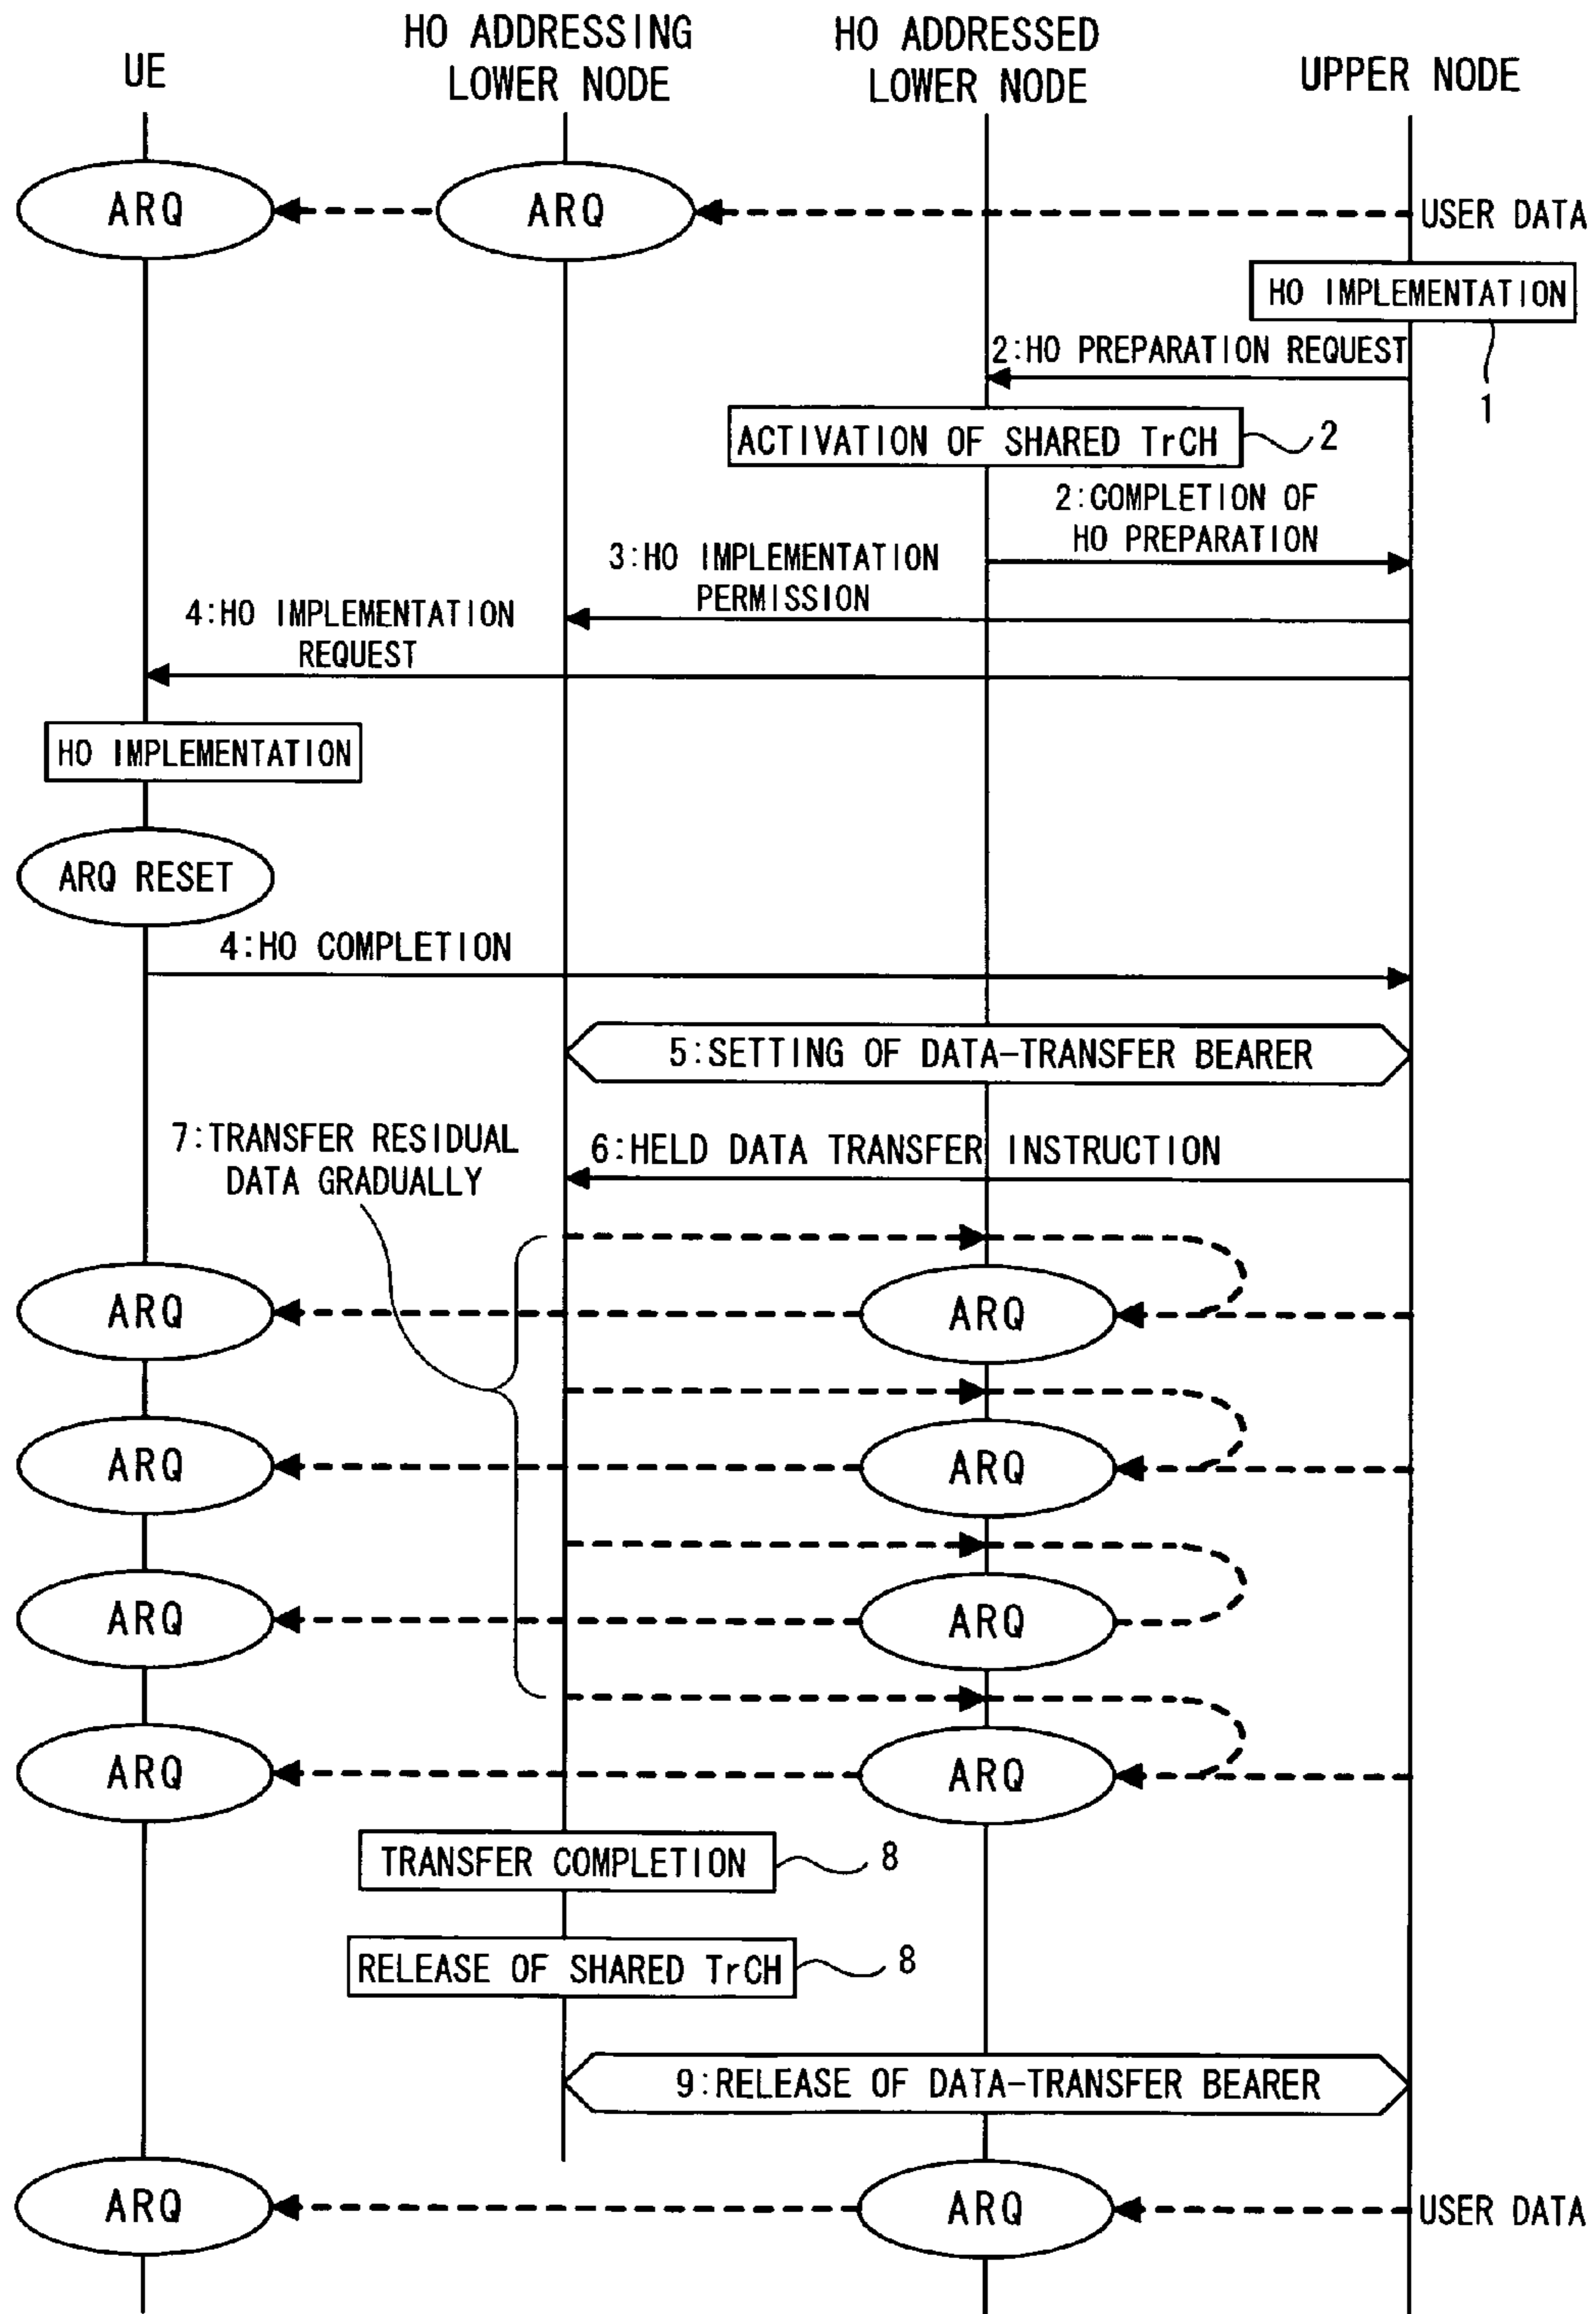 UE
HO ADDRESSING
LOWER NODE
HO ADDRESSED
LOWER NODE
UPPER NODE
ARQ
ARQ
USER DATA
HO IMPLEMENTATION
1
2:HO PREPARATION REQUEST
ACTIVATION OF SHARED TrCH
2
2:COMPLETION OF
HO PREPARATION
3:HO IMPLEMENTATION
PERMISSION
4:HO IMPLEMENTATION
REQUEST
HO IMPLEMENTATION
ARQ RESET
4:HO COMPLETION
5:SETTING OF DATA-TRANSFER BEARER
7:TRANSFER RESIDUAL
DATA GRADUALLY
6:HELD DATA TRANSFER INSTRUCTION
ARQ
ARQ
ARQ
ARQ
ARQ
ARQ
ARQ
ARQ
TRANSFER COMPLETION
8
RELEASE OF SHARED TrCH
8
9:RELEASE OF DATA-TRANSFER BEARER
ARQ
ARQ
USER DATA